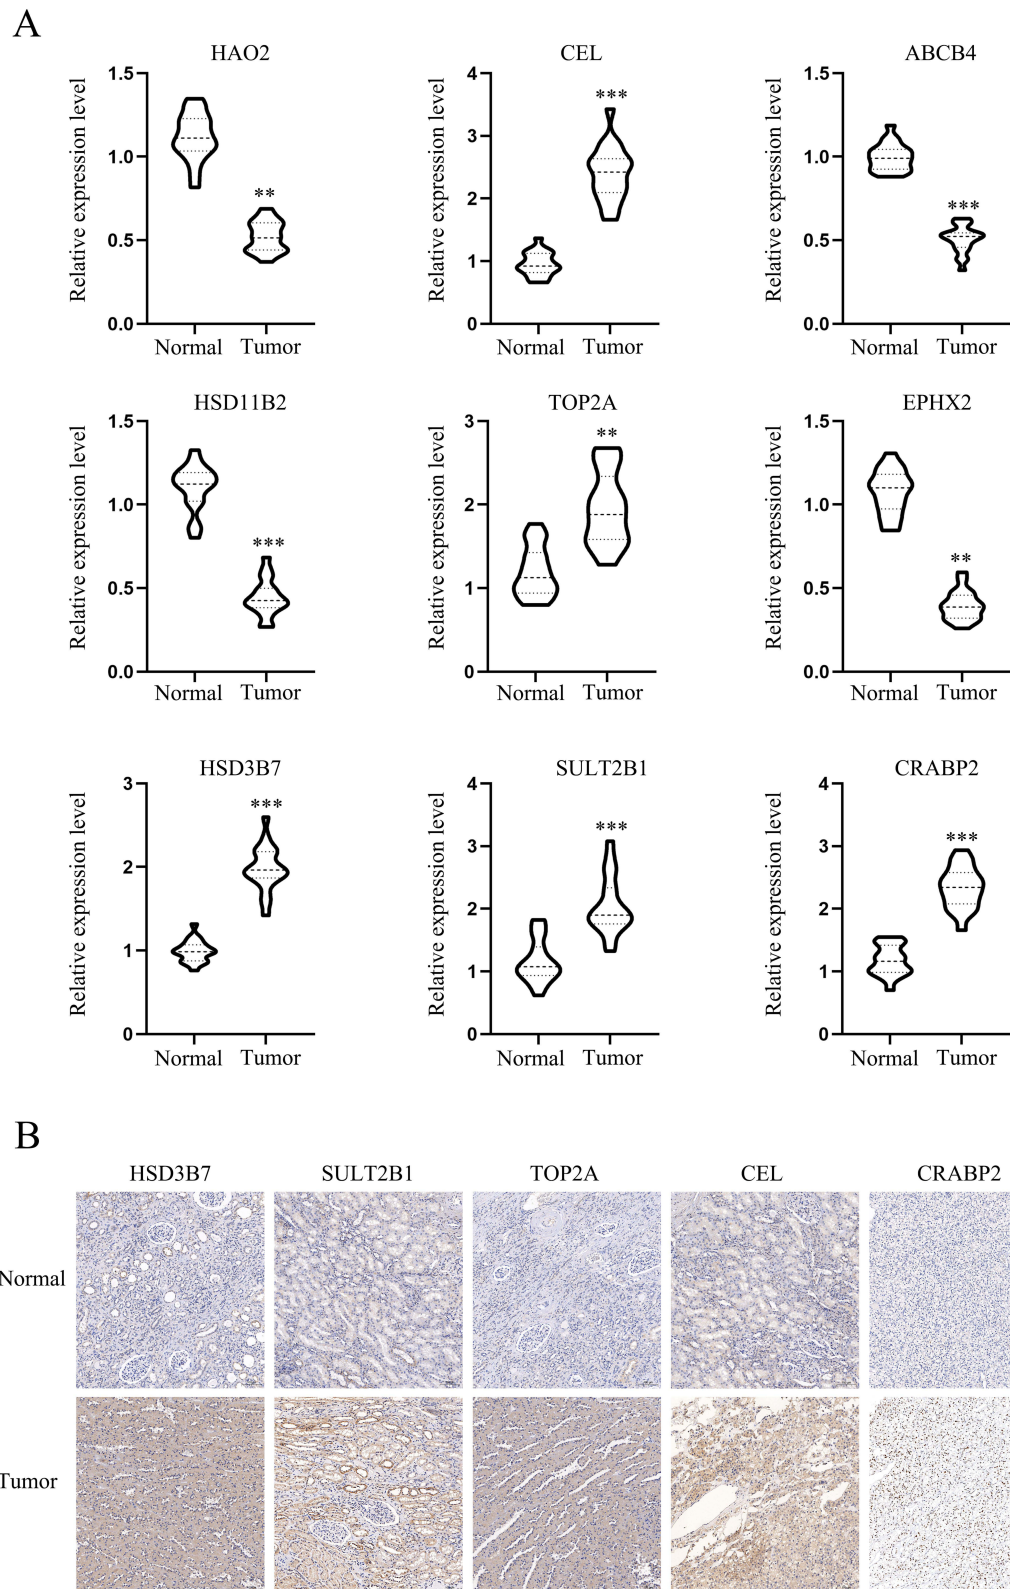 A
HAO2
CEL
ABCB4
Relative expression level
1.5
1.0
0.5
0.0
**
Normal Tumor
Relative expression level
4
3
2
1
0
***
Normal Tumor
Relative expression level
1.5
1.0
0.5
0.0
***
Normal Tumor
HSD11B2
TOP2A
EPHX2
Relative expression level
1.5
1.0
0.5
0.0
***
Normal Tumor
Relative expression level
3
2
1
0
**
Normal Tumor
Relative expression level
1.5
1.0
0.5
0.0
**
Normal Tumor
HSD3B7
SULT2B1
CRABP2
Relative expression level
3
2
1
0
***
Normal Tumor
Relative expression level
4
3
2
1
0
***
Normal Tumor
Relative expression level
4
3
2
1
0
***
Normal Tumor
B
HSD3B7 SULT2B1 TOP2A CEL CRABP2
Normal
Tumor